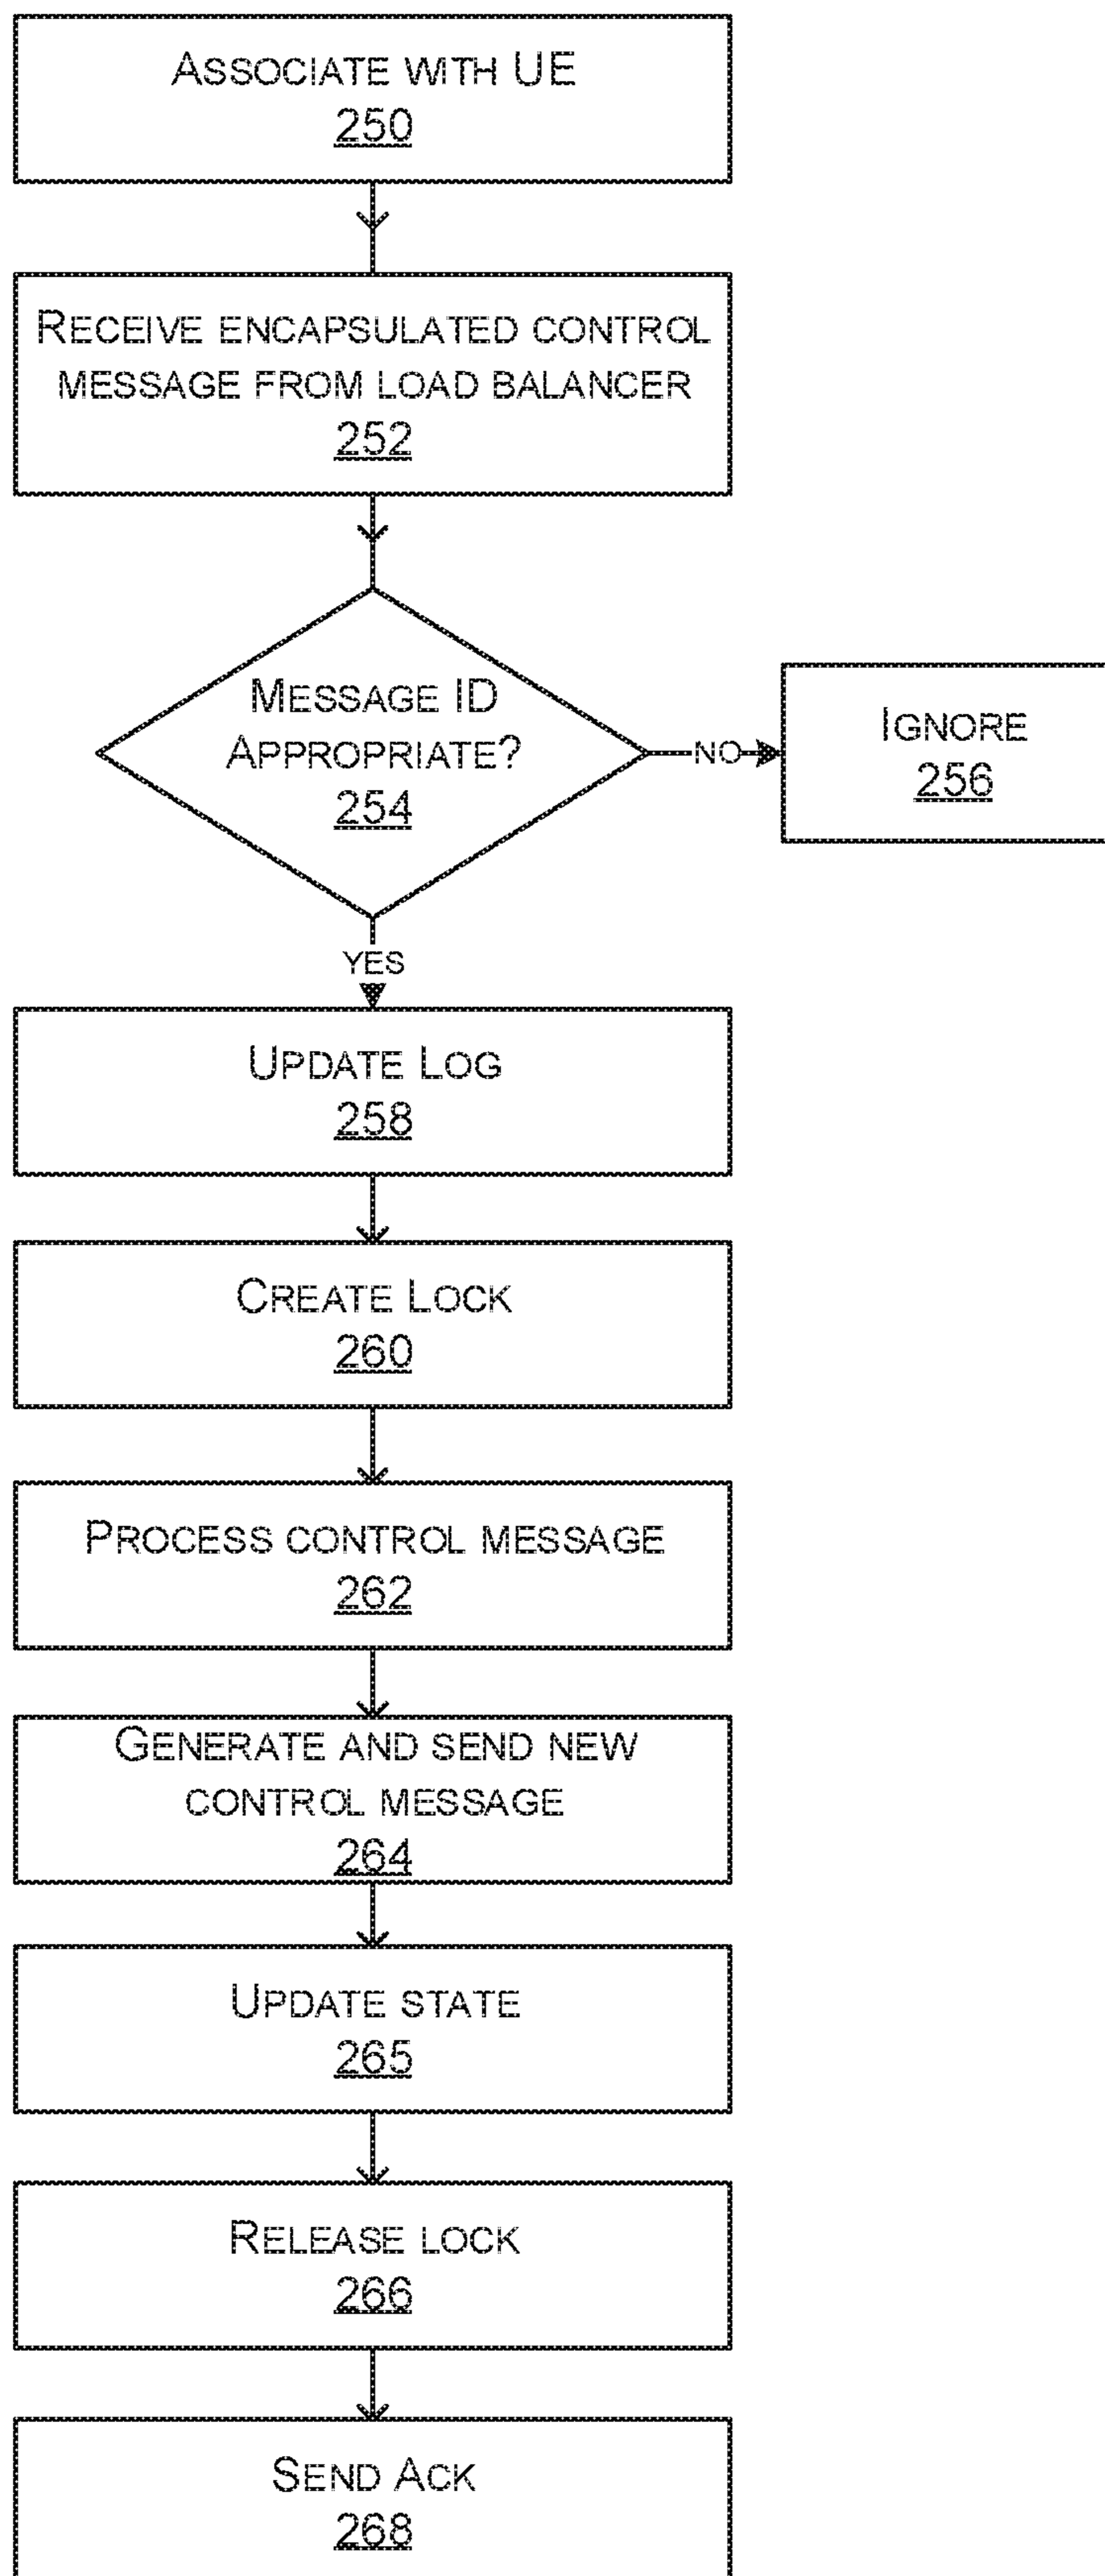 ASSOCIATE WITH UE
250
RECEIVE ENCAPSULATED CONTROL
MESSAGE FROM LOAD BALANCER
252
MESSAGE ID
APPROPRIATE?
254
NO
IGNORE
256
YES
UPDATE LOG
258
CREATE LOCK
260
PROCESS CONTROL MESSAGE
262
GENERATE AND SEND NEW
CONTROL MESSAGE
264
UPDATE STATE
265
RELEASE LOCK
266
SEND ACK
268